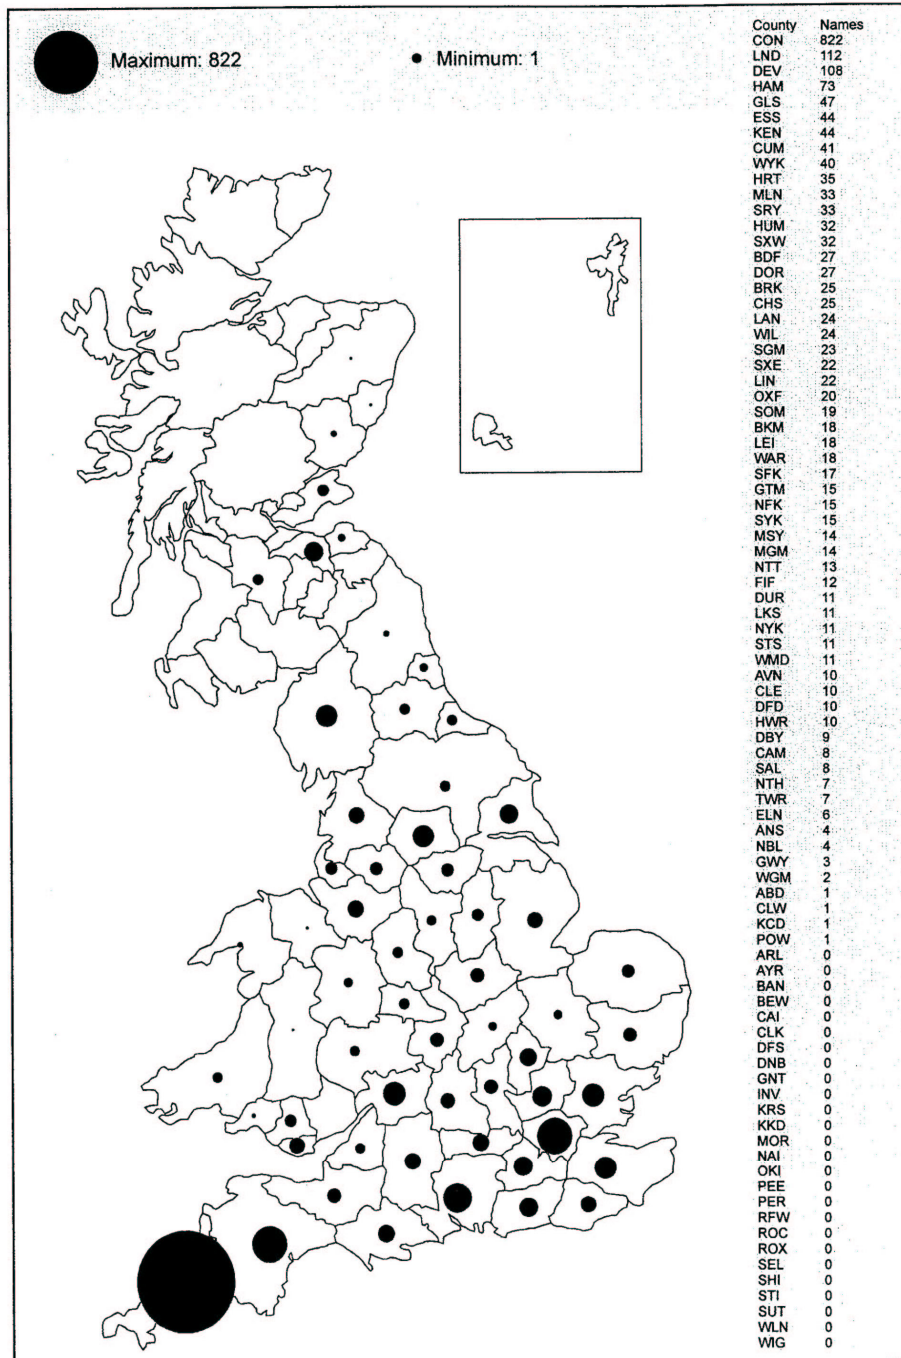 Maximum: 822
Minimum: 1
County Names
CON 822
LND 112
DEV 108
HAM 73
GLS 47
ESS 44
KEN 44
CUM 41
WYK 40
HRT 35
MLN 33
SRY 33
HUM 32
SXW 32
BDF 27
DOR 27
BRK 25
CHS 25
LAN 24
WIL 24
SGM 23
SXE 22
LIN 22
OXF 20
SOM 19
BKM 18
LEI 18
WAR 18
SFK 17
GTM 15
NFK 15
SYK 15
MSY 14
MGM 14
NTT 13
FIF 12
DUR 11
LKS 11
NYK 11
STS 11
WMD 11
AVN 10
CLE 10
DFD 10
HWR 10
DBY 9
CAM 8
SAL 8
NTH 7
TWR 7
ELN 6
ANS 4
NBL 4
GWY 3
WGM 2
ABD 1
CLW 1
KCD 1
POW 1
ARL 0
AYR 0
BAN 0
BEW 0
CAI 0
CLK 0
DFS 0
DNB 0
GNT 0
INV 0
KRS 0
KKD 0
MOR 0
NAI 0
OKI 0
PEE 0
PER 0
RFW 0
ROC 0
ROX 0
SEL 0
SHI 0
STI 0
SUT 0
WLN 0
WIG 0